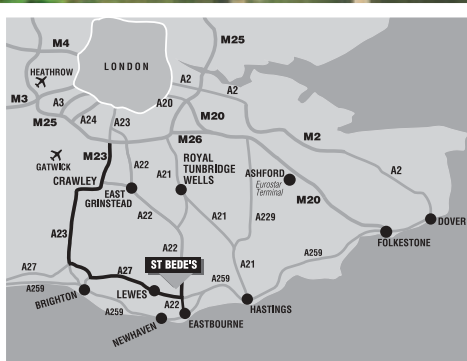 M4
M25
LONDON
HEATHROW
A2
A2
M3
A3
A20
M25
A24
A23
M20
M2
M26
M23
GATWICK
A22
A21
ROYAL
TUNBRIDGE
WELLS
A2
CRAWLEY
ASHFORD
Eurostar
Terminal
EAST
GRINSTEAD
M20
A22
A21
A229
DOVER
A23
A22
FOLKESTONE
ST BEDE'S
A259
A27
A27
A21
A259
A259
LEWES
BRIGHTON
A22
HASTINGS
A259
EASTBOURNE
NEWHAVEN